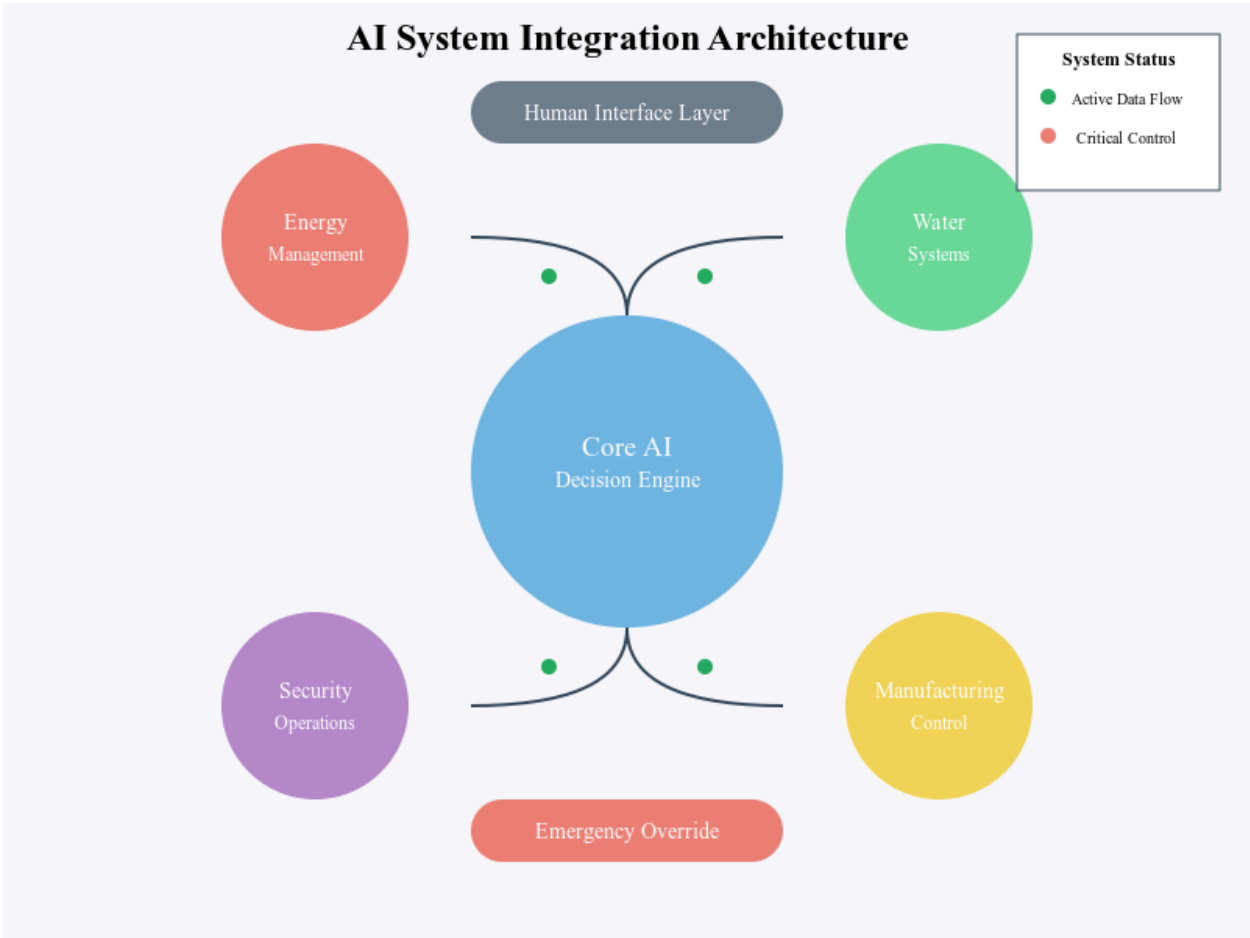 AI System Integration Architecture
System Status
Active Data Flow
Critical Control
Human Interface Layer
Energy
Management
Water
Systems
Core AI
Decision Engine
Security
Operations
Manufacturing
Control
Emergency Override